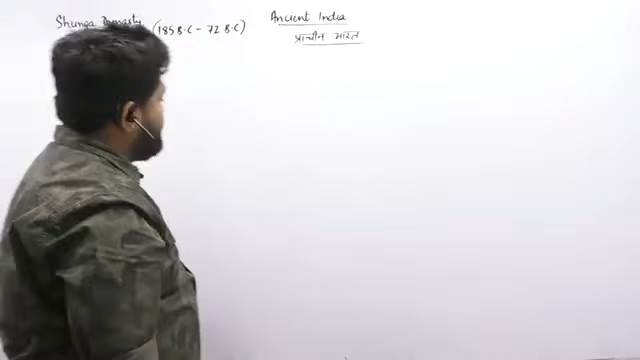 Shunga Dynasty (185 B.C - 72 B.C)
Ancient India
प्राचीन भारत